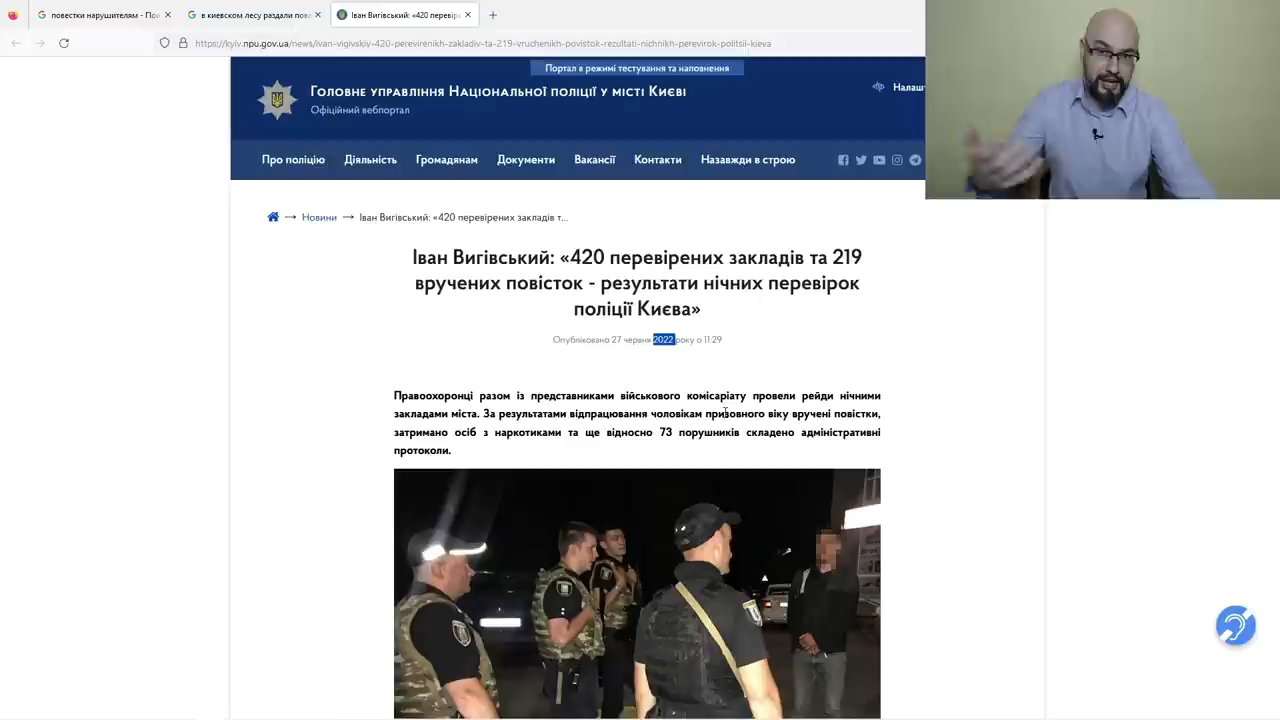 повестки нарушителям - По
в киевском лесу раздали пов
Іван Вигівський: «420 перевір
https://kyiv.npu.gov.ua/news/ivan-vigivskiy-420-perevirenikh-zakladiv-ta-219-vruchenikh-povistok-rezultati-nichnikh-perevirok-politsii-kieva
Портал в режимі тестування та наповнення
Головне управління Національної поліції у місті Києві
Офіційний вебпортал
Налашт
Про поліцію Діяльність Громадянам Документи Вакансії Контакти Назавжди в строю
Новини → Іван Вигівський: «420 перевірених закладів т...
Іван Вигівський: «420 перевірених закладів та 219
вручених повісток - результати нічних перевірок
поліції Києва»
Опубліковано 27 червня 2022 року о 11:29
Правоохоронці разом із представниками військового комісаріату провели рейди нічними
закладами міста. За результатами відпрацювання чоловікам призовного віку вручені повістки,
затримано осіб з наркотиками та ще відносно 73 порушників складено адміністративні
протоколи.